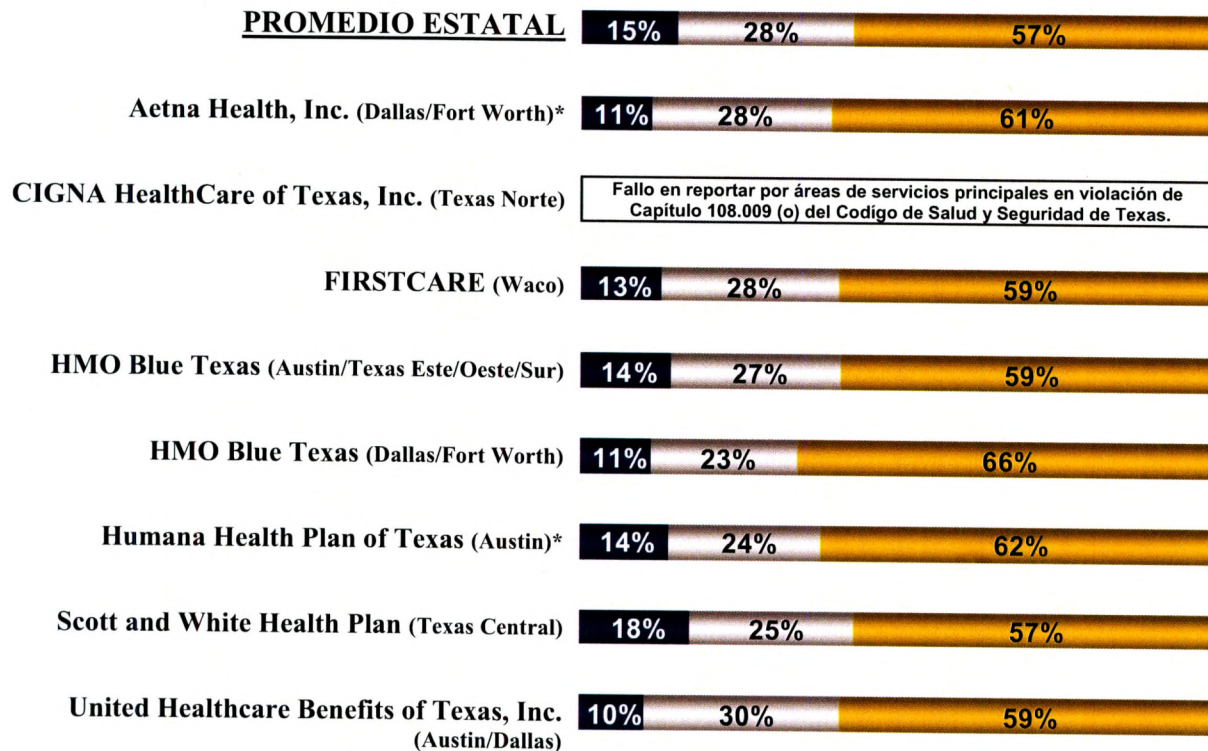 PROMEDIO ESTATAL
15% 28% 57%
Aetna Health, Inc. (Dallas/Fort Worth)*
11% 28% 61%
CIGNA HealthCare of Texas, Inc. (Texas Norte)
Fallo en reportar por áreas de servicios principales en violación de
Capítulo 108.009 (o) del Codígo de Salud y Seguridad de Texas.
FIRSTCARE (Waco)
13% 28% 59%
HMO Blue Texas (Austin/Texas Este/Oeste/Sur)
14% 27% 59%
HMO Blue Texas (Dallas/Fort Worth)
11% 23% 66%
Humana Health Plan of Texas (Austin)*
14% 24% 62%
Scott and White Health Plan (Texas Central)
18% 25% 57%
United Healthcare Benefits of Texas, Inc.
(Austin/Dallas)
10% 30% 59%